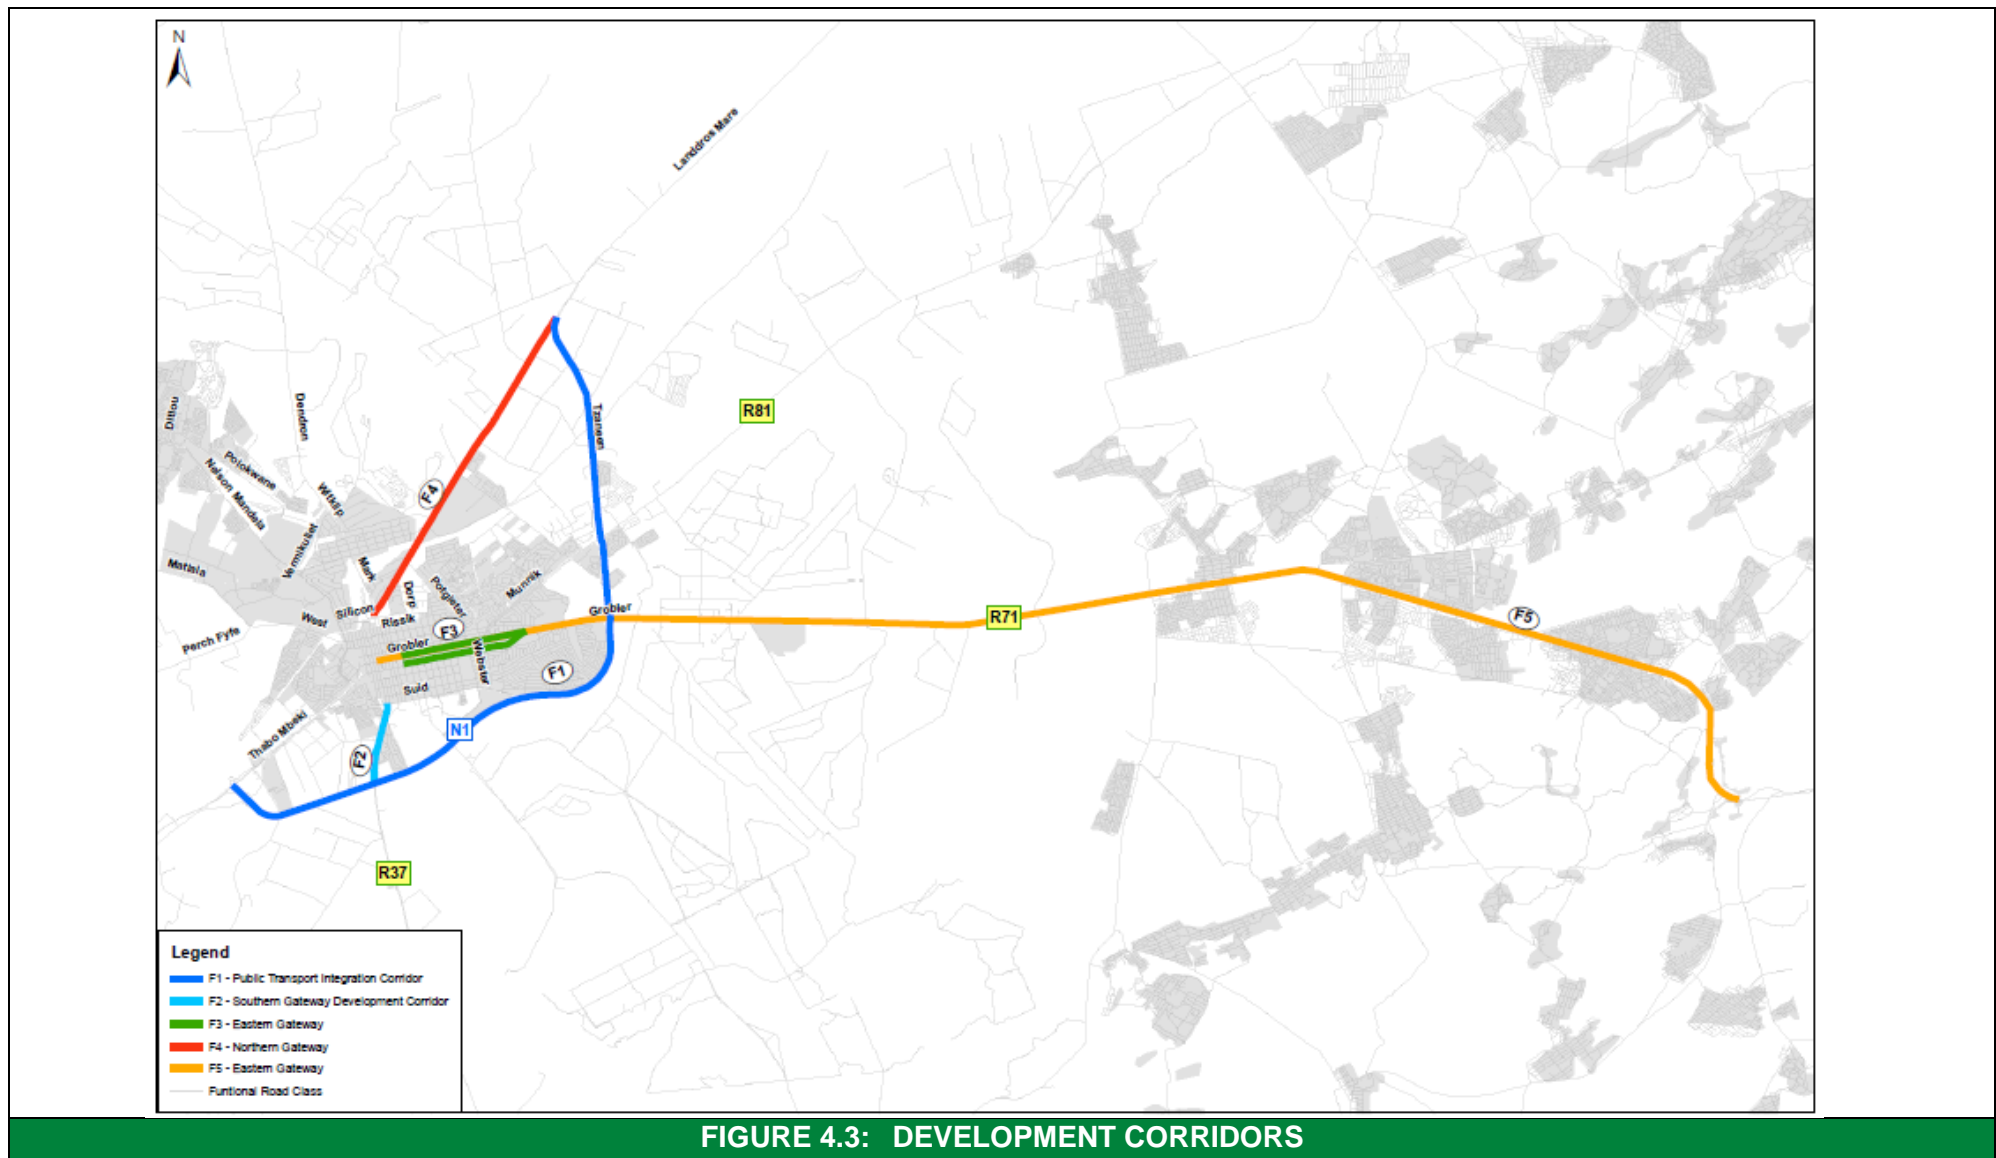 N
Landdros Mare
R81
Tzaneen
Dendron
Ditlou
Polokwane
Nelson Mandela
Witklip
F4
Vermikuliet
Matlala
Mark
Dorp
Potgieter
Munnik
Silicon
West
Rissik
Grobler
Perch Fyfe
F3
Grobler
Webster
R71
F5
F1
Suid
N1
Thabo Mbeki
F2
R37
Legend
F1 - Public Transport Integration Corridor
F2 - Southern Gateway Development Corridor
F3 - Eastern Gateway
F4 - Northern Gateway
F5 - Eastern Gateway
Funtional Road Class
FIGURE 4.3: DEVELOPMENT CORRIDORS